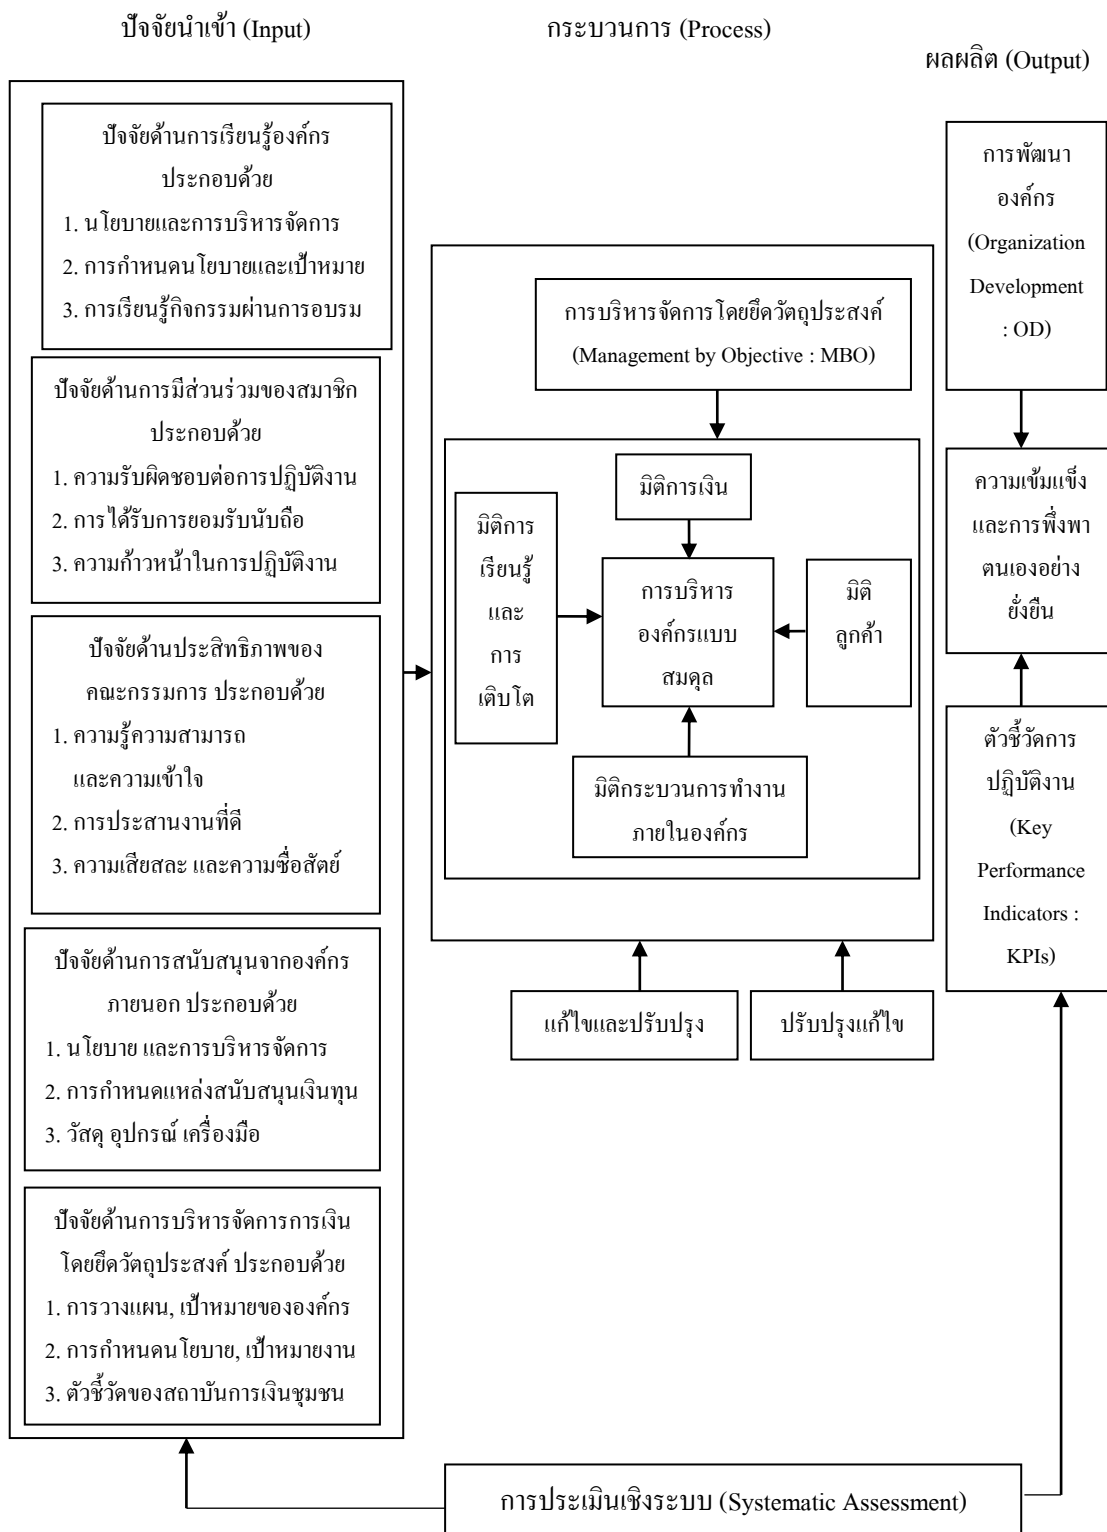 ปัจจัยนำเข้า (Input)
กระบวนการ (Process)
ผลผลิต (Output)
ปัจจัยด้านการเรียนรู้องค์กร
ประกอบด้วย
1. นโยบายและการบริหารจัดการ
2. การกำหนดนโยบายและเป้าหมาย
3. การเรียนรู้กิจกรรมผ่านการอบรม
ปัจจัยด้านการมีส่วนร่วมของสมาชิก
ประกอบด้วย
1. ความรับผิดชอบต่อการปฏิบัติงาน
2. การได้รับการยอมรับนับถือ
3. ความก้าวหน้าในการปฏิบัติงาน
ปัจจัยด้านประสิทธิภาพของ
คณะกรรมการ ประกอบด้วย
1. ความรู้ความสามารถ
และความเข้าใจ
2. การประสานงานที่ดี
3. ความเสียสละ และความซื่อสัตย์
ปัจจัยด้านการสนับสนุนจากองค์กร
ภายนอก ประกอบด้วย
1. นโยบาย และการบริหารจัดการ
2. การกำหนดแหล่งสนับสนุนเงินทุน
3. วัสดุ อุปกรณ์ เครื่องมือ
ปัจจัยด้านการบริหารจัดการการเงิน
โดยยึดวัตถุประสงค์ ประกอบด้วย
1. การวางแผน, เป้าหมายขององค์กร
2. การกำหนดนโยบาย, เป้าหมายงาน
3. ตัวชี้วัดของสถาบันการเงินชุมชน
การบริหารจัดการโดยยึดวัตถุประสงค์
(Management by Objective : MBO)
มิติการเงิน
มิติการ
เรียนรู้
และ
การ
เติบโต
การบริหาร
องค์กรแบบ
สมดุล
มิติ
ลูกค้า
มิติกระบวนการทำงาน
ภายในองค์กร
แก้ไขและปรับปรุง
ปรับปรุงแก้ไข
การพัฒนา
องค์กร
(Organization
Development
: OD)
ความเข้มแข็ง
และการพึ่งพา
ตนเองอย่าง
ยั่งยืน
ตัวชี้วัดการ
ปฏิบัติงาน
(Key
Performance
Indicators :
KPIs)
การประเมินเชิงระบบ (Systematic Assessment)